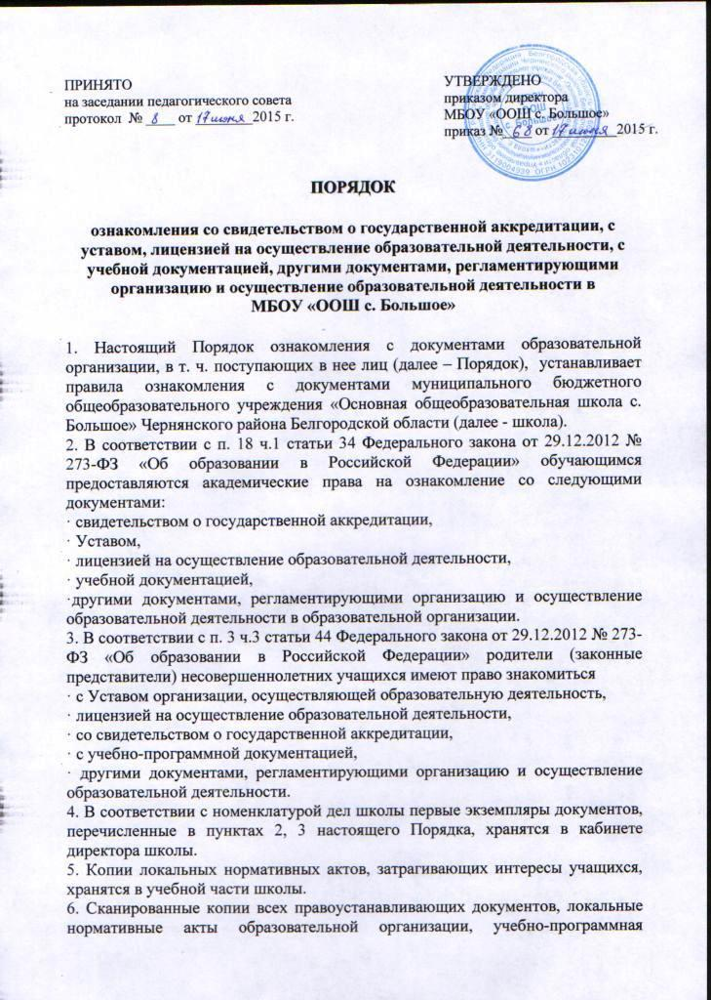 ПРИНЯТО
на заседании педагогического совета
протокол № 8 от 17 июня 2015 г.
УТВЕРЖДЕНО
приказом директора
МБОУ «ООШ с. Большое»
приказ № 68 от 17 июня 2015 г.
ПОРЯДОК
ознакомления со свидетельством о государственной аккредитации, с
уставом, лицензией на осуществление образовательной деятельности, с
учебной документацией, другими документами, регламентирующими
организацию и осуществление образовательной деятельности в
МБОУ «ООШ с. Большое»
1. Настоящий Порядок ознакомления с документами образовательной
организации, в т. ч. поступающих в нее лиц (далее – Порядок), устанавливает
правила ознакомления с документами муниципального бюджетного
общеобразовательного учреждения «Основная общеобразовательная школа с.
Большое» Чернянского района Белгородской области (далее - школа).
2. В соответствии с п. 18 ч.1 статьи 34 Федерального закона от 29.12.2012 №
273-ФЗ «Об образовании в Российской Федерации» обучающимся
предоставляются академические права на ознакомление со следующими
документами:
· свидетельством о государственной аккредитации,
· Уставом,
· лицензией на осуществление образовательной деятельности,
· учебной документацией,
·другими документами, регламентирующими организацию и осуществление
образовательной деятельности в образовательной организации.
3. В соответствии с п. 3 ч.3 статьи 44 Федерального закона от 29.12.2012 № 273-
ФЗ «Об образовании в Российской Федерации» родители (законные
представители) несовершеннолетних учащихся имеют право знакомиться
· с Уставом организации, осуществляющей образовательную деятельность,
· лицензией на осуществление образовательной деятельности,
· со свидетельством о государственной аккредитации,
· с учебно-программной документацией,
· другими документами, регламентирующими организацию и осуществление
образовательной деятельности.
4. В соответствии с номенклатурой дел школы первые экземпляры документов,
перечисленные в пунктах 2, 3 настоящего Порядка, хранятся в кабинете
директора школы.
5. Копии локальных нормативных актов, затрагивающих интересы учащихся,
хранятся в учебной части школы.
6. Сканированные копии всех правоустанавливающих документов, локальные
нормативные акты образовательной организации, учебно-программная